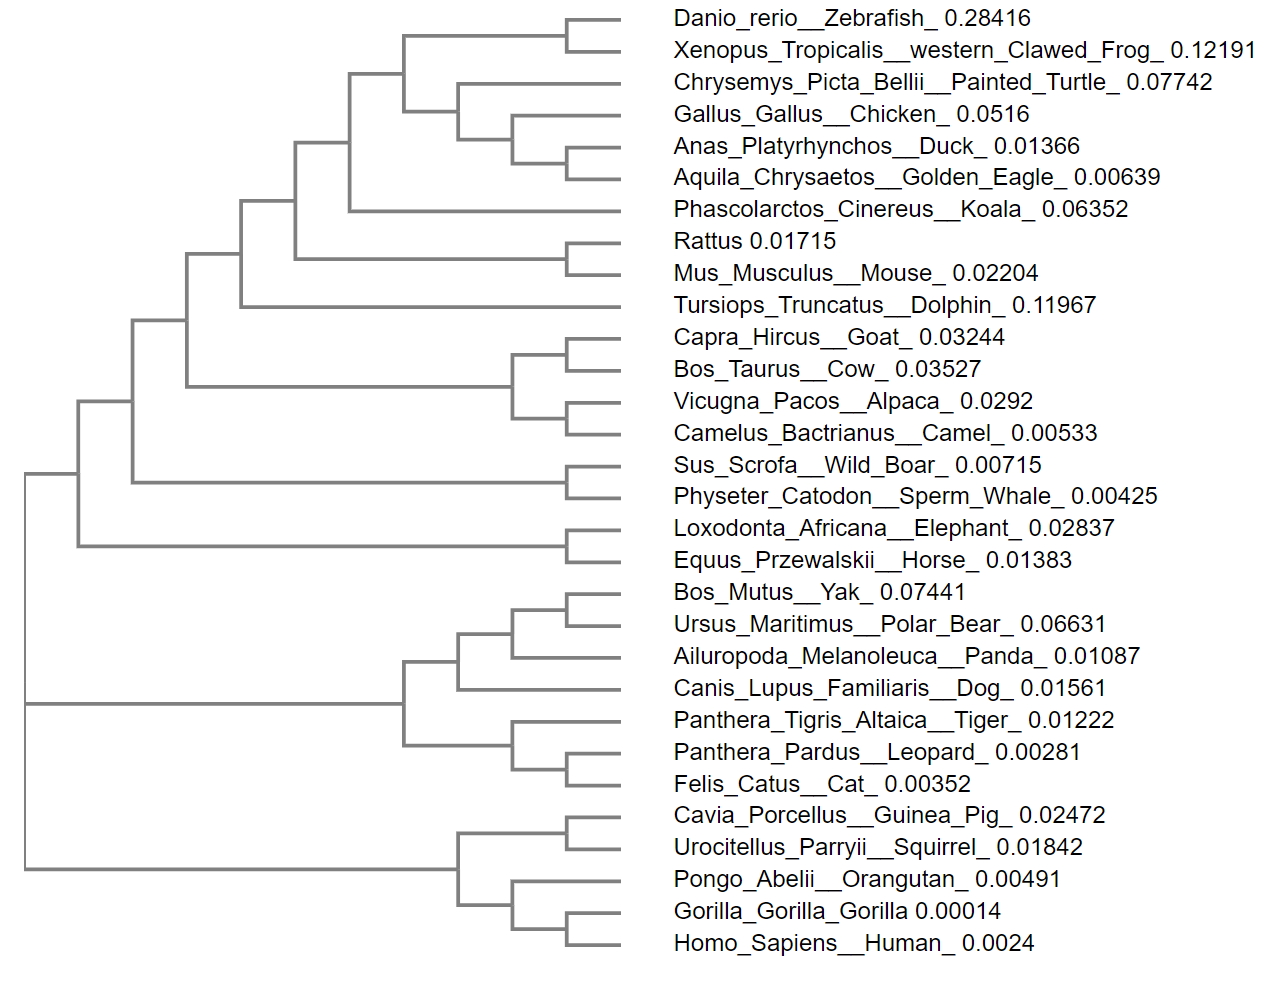 Danio_rerio__Zebrafish_ 0.28416
Xenopus_Tropicalis__western_Clawed_Frog_ 0.12191
Chrysemys_Picta_Bellii__Painted_Turtle_ 0.07742
Gallus_Gallus__Chicken_ 0.0516
Anas_Platyrhynchos__Duck_ 0.01366
Aquila_Chrysaetos__Golden_Eagle_ 0.00639
Phascolarctos_Cinereus__Koala_ 0.06352
Rattus 0.01715
Mus_Musculus__Mouse_ 0.02204
Tursiops_Truncatus__Dolphin_ 0.11967
Capra_Hircus__Goat_ 0.03244
Bos_Taurus__Cow_ 0.03527
Vicugna_Pacos__Alpaca_ 0.0292
Camelus_Bactrianus__Camel_ 0.00533
Sus_Scrofa__Wild_Boar_ 0.00715
Physeter_Catodon__Sperm_Whale_ 0.00425
Loxodonta_Africana__Elephant_ 0.02837
Equus_Przewalskii__Horse_ 0.01383
Bos_Mutus__Yak_ 0.07441
Ursus_Maritimus__Polar_Bear_ 0.06631
Ailuropoda_Melanoleuca__Panda_ 0.01087
Canis_Lupus_Familiaris__Dog_ 0.01561
Panthera_Tigris_Altaica__Tiger_ 0.01222
Panthera_Pardus__Leopard_ 0.00281
Felis_Catus__Cat_ 0.00352
Cavia_Porcellus__Guinea_Pig_ 0.02472
Urocitellus_Parryii__Squirrel_ 0.01842
Pongo_Abelii__Orangutan_ 0.00491
Gorilla_Gorilla_Gorilla 0.00014
Homo_Sapiens__Human_ 0.0024